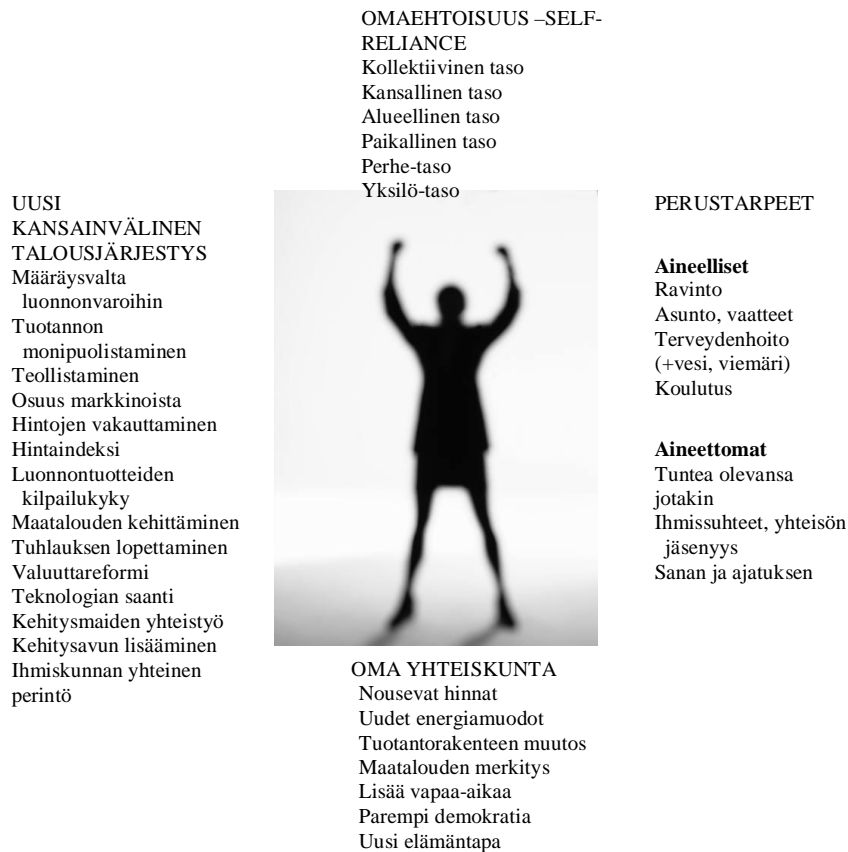 OMAEHTOISUUS –SELF-
RELIANCE
Kollektiivinen taso
Kansallinen taso
Alueellinen taso
Paikallinen taso
Perhe-taso
Yksilö-taso
UUSI
KANSAINVÄLINEN
TALOUSJÄRJESTYS
Määräysvalta
luonnonvaroihin
Tuotannon
monipuolistaminen
Teollistaminen
Osuus markkinoista
Hintojen vakauttaminen
Hintaindeksi
Luonnontuotteiden
kilpailukyky
Maatalouden kehittäminen
Tuhlauksen lopettaminen
Valuuttareformi
Teknologian saanti
Kehitysmaiden yhteistyö
Kehitysavun lisääminen
Ihmiskunnan yhteinen
perintö
PERUSTARPEET
Aineelliset
Ravinto
Asunto, vaatteet
Terveydenhoito
(+vesi, viemäri)
Koulutus
Aineettomat
Tuntea olevansa
jotakin
Ihmissuhteet, yhteisön
jäsenyys
Sanan ja ajatuksen
OMA YHTEISKUNTA
Nousevat hinnat
Uudet energiamuodot
Tuotantorakenteen muutos
Maatalouden merkitys
Lisää vapaa-aikaa
Parempi demokratia
Uusi elämäntapa